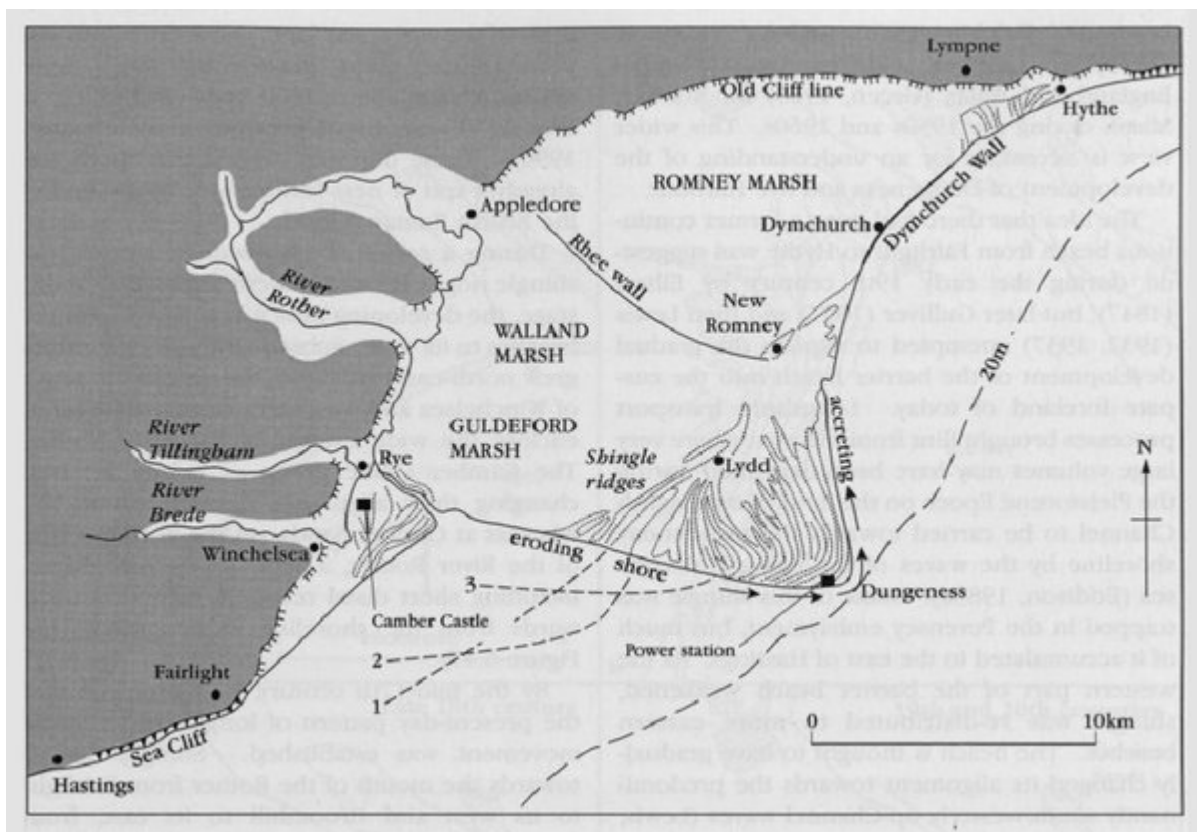 Lympne
Old Cliff line
Hythe
ROMNEY MARSH
Dymchurch Wall
Appledore
Dymchurch
Rhee wall
River
Rother
New
Romney
20m
WALLAND
MARSH
accreting
GULDEFORD
MARSH
River
Tillingbam
Rye
Shingle
ridges
Lydd
N
River
Brede
Winchelsea
eroding
shore
Dungeness
3
Camber Castle
2
Power station
Fairlight
1
0
10km
Sea Cliff
Hastings